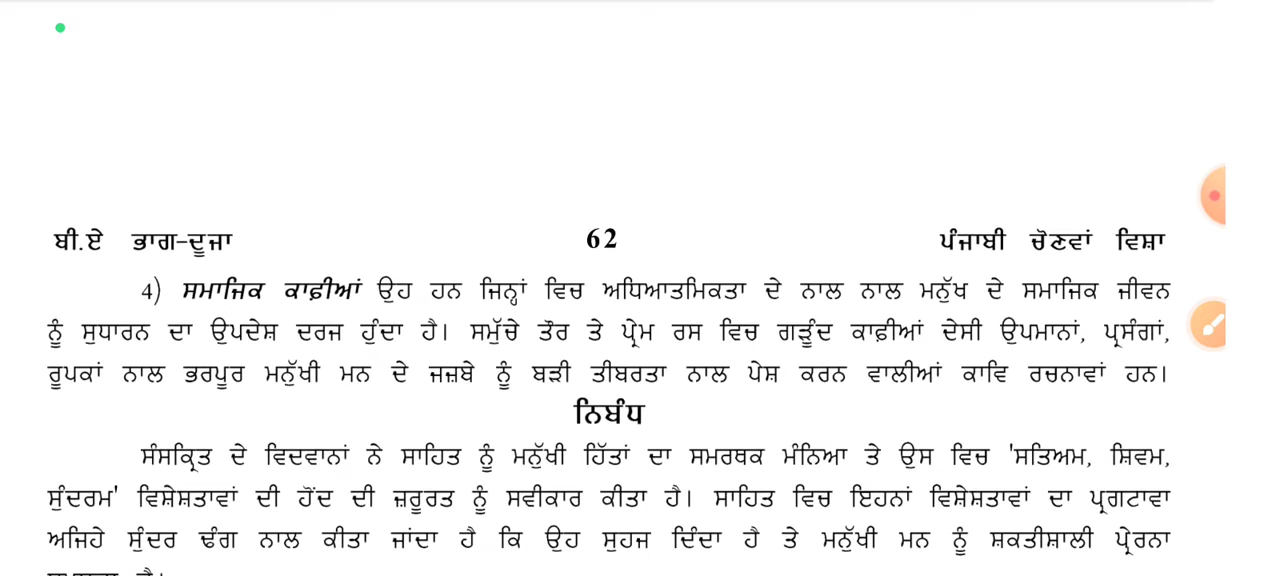 ਬੀ.ਏ ਭਾਗ-ਦੂਜਾ 62 ਪੰਜਾਬੀ ਚੋਣਵਾਂ ਵਿਸ਼ਾ
4) ਸਮਾਜਿਕ ਕਾਫ਼ੀਆਂ ਉਹ ਹਨ ਜਿਨ੍ਹਾਂ ਵਿਚ ਅਧਿਆਤਮਿਕਤਾ ਦੇ ਨਾਲ ਨਾਲ ਮਨੁੱਖ ਦੇ ਸਮਾਜਿਕ ਜੀਵਨ
ਨੂੰ ਸੁਧਾਰਨ ਦਾ ਉਪਦੇਸ਼ ਦਰਜ ਹੁੰਦਾ ਹੈ। ਸਮੁੱਚੇ ਤੌਰ ਤੇ ਪ੍ਰੇਮ ਰਸ ਵਿਚ ਗੜੂੰਦ ਕਾਫ਼ੀਆਂ ਦੇਸੀ ਉਪਮਾਨਾਂ, ਪ੍ਰਸੰਗਾਂ,
ਰੂਪਕਾਂ ਨਾਲ ਭਰਪੂਰ ਮਨੁੱਖੀ ਮਨ ਦੇ ਜਜ਼ਬੇ ਨੂੰ ਬੜੀ ਤੀਬਰਤਾ ਨਾਲ ਪੇਸ਼ ਕਰਨ ਵਾਲੀਆਂ ਕਾਵਿ ਰਚਨਾਵਾਂ ਹਨ।
ਨਿਬੰਧ
ਸੰਸਕ੍ਰਿਤ ਦੇ ਵਿਦਵਾਨਾਂ ਨੇ ਸਾਹਿਤ ਨੂੰ ਮਨੁੱਖੀ ਹਿੱਤਾਂ ਦਾ ਸਮਰਥਕ ਮੰਨਿਆ ਤੇ ਉਸ ਵਿਚ 'ਸਤਿਅਮ, ਸ਼ਿਵਮ,
ਸੁੰਦਰਮ' ਵਿਸ਼ੇਸ਼ਤਾਵਾਂ ਦੀ ਹੋਂਦ ਦੀ ਜ਼ਰੂਰਤ ਨੂੰ ਸਵੀਕਾਰ ਕੀਤਾ ਹੈ। ਸਾਹਿਤ ਵਿਚ ਇਹਨਾਂ ਵਿਸ਼ੇਸ਼ਤਾਵਾਂ ਦਾ ਪ੍ਰਗਟਾਵਾ
ਅਜਿਹੇ ਸੁੰਦਰ ਢੰਗ ਨਾਲ ਕੀਤਾ ਜਾਂਦਾ ਹੈ ਕਿ ਉਹ ਸੁਹਜ ਦਿੰਦਾ ਹੈ ਤੇ ਮਨੁੱਖੀ ਮਨ ਨੂੰ ਸ਼ਕਤੀਸ਼ਾਲੀ ਪ੍ਰੇਰਨਾ